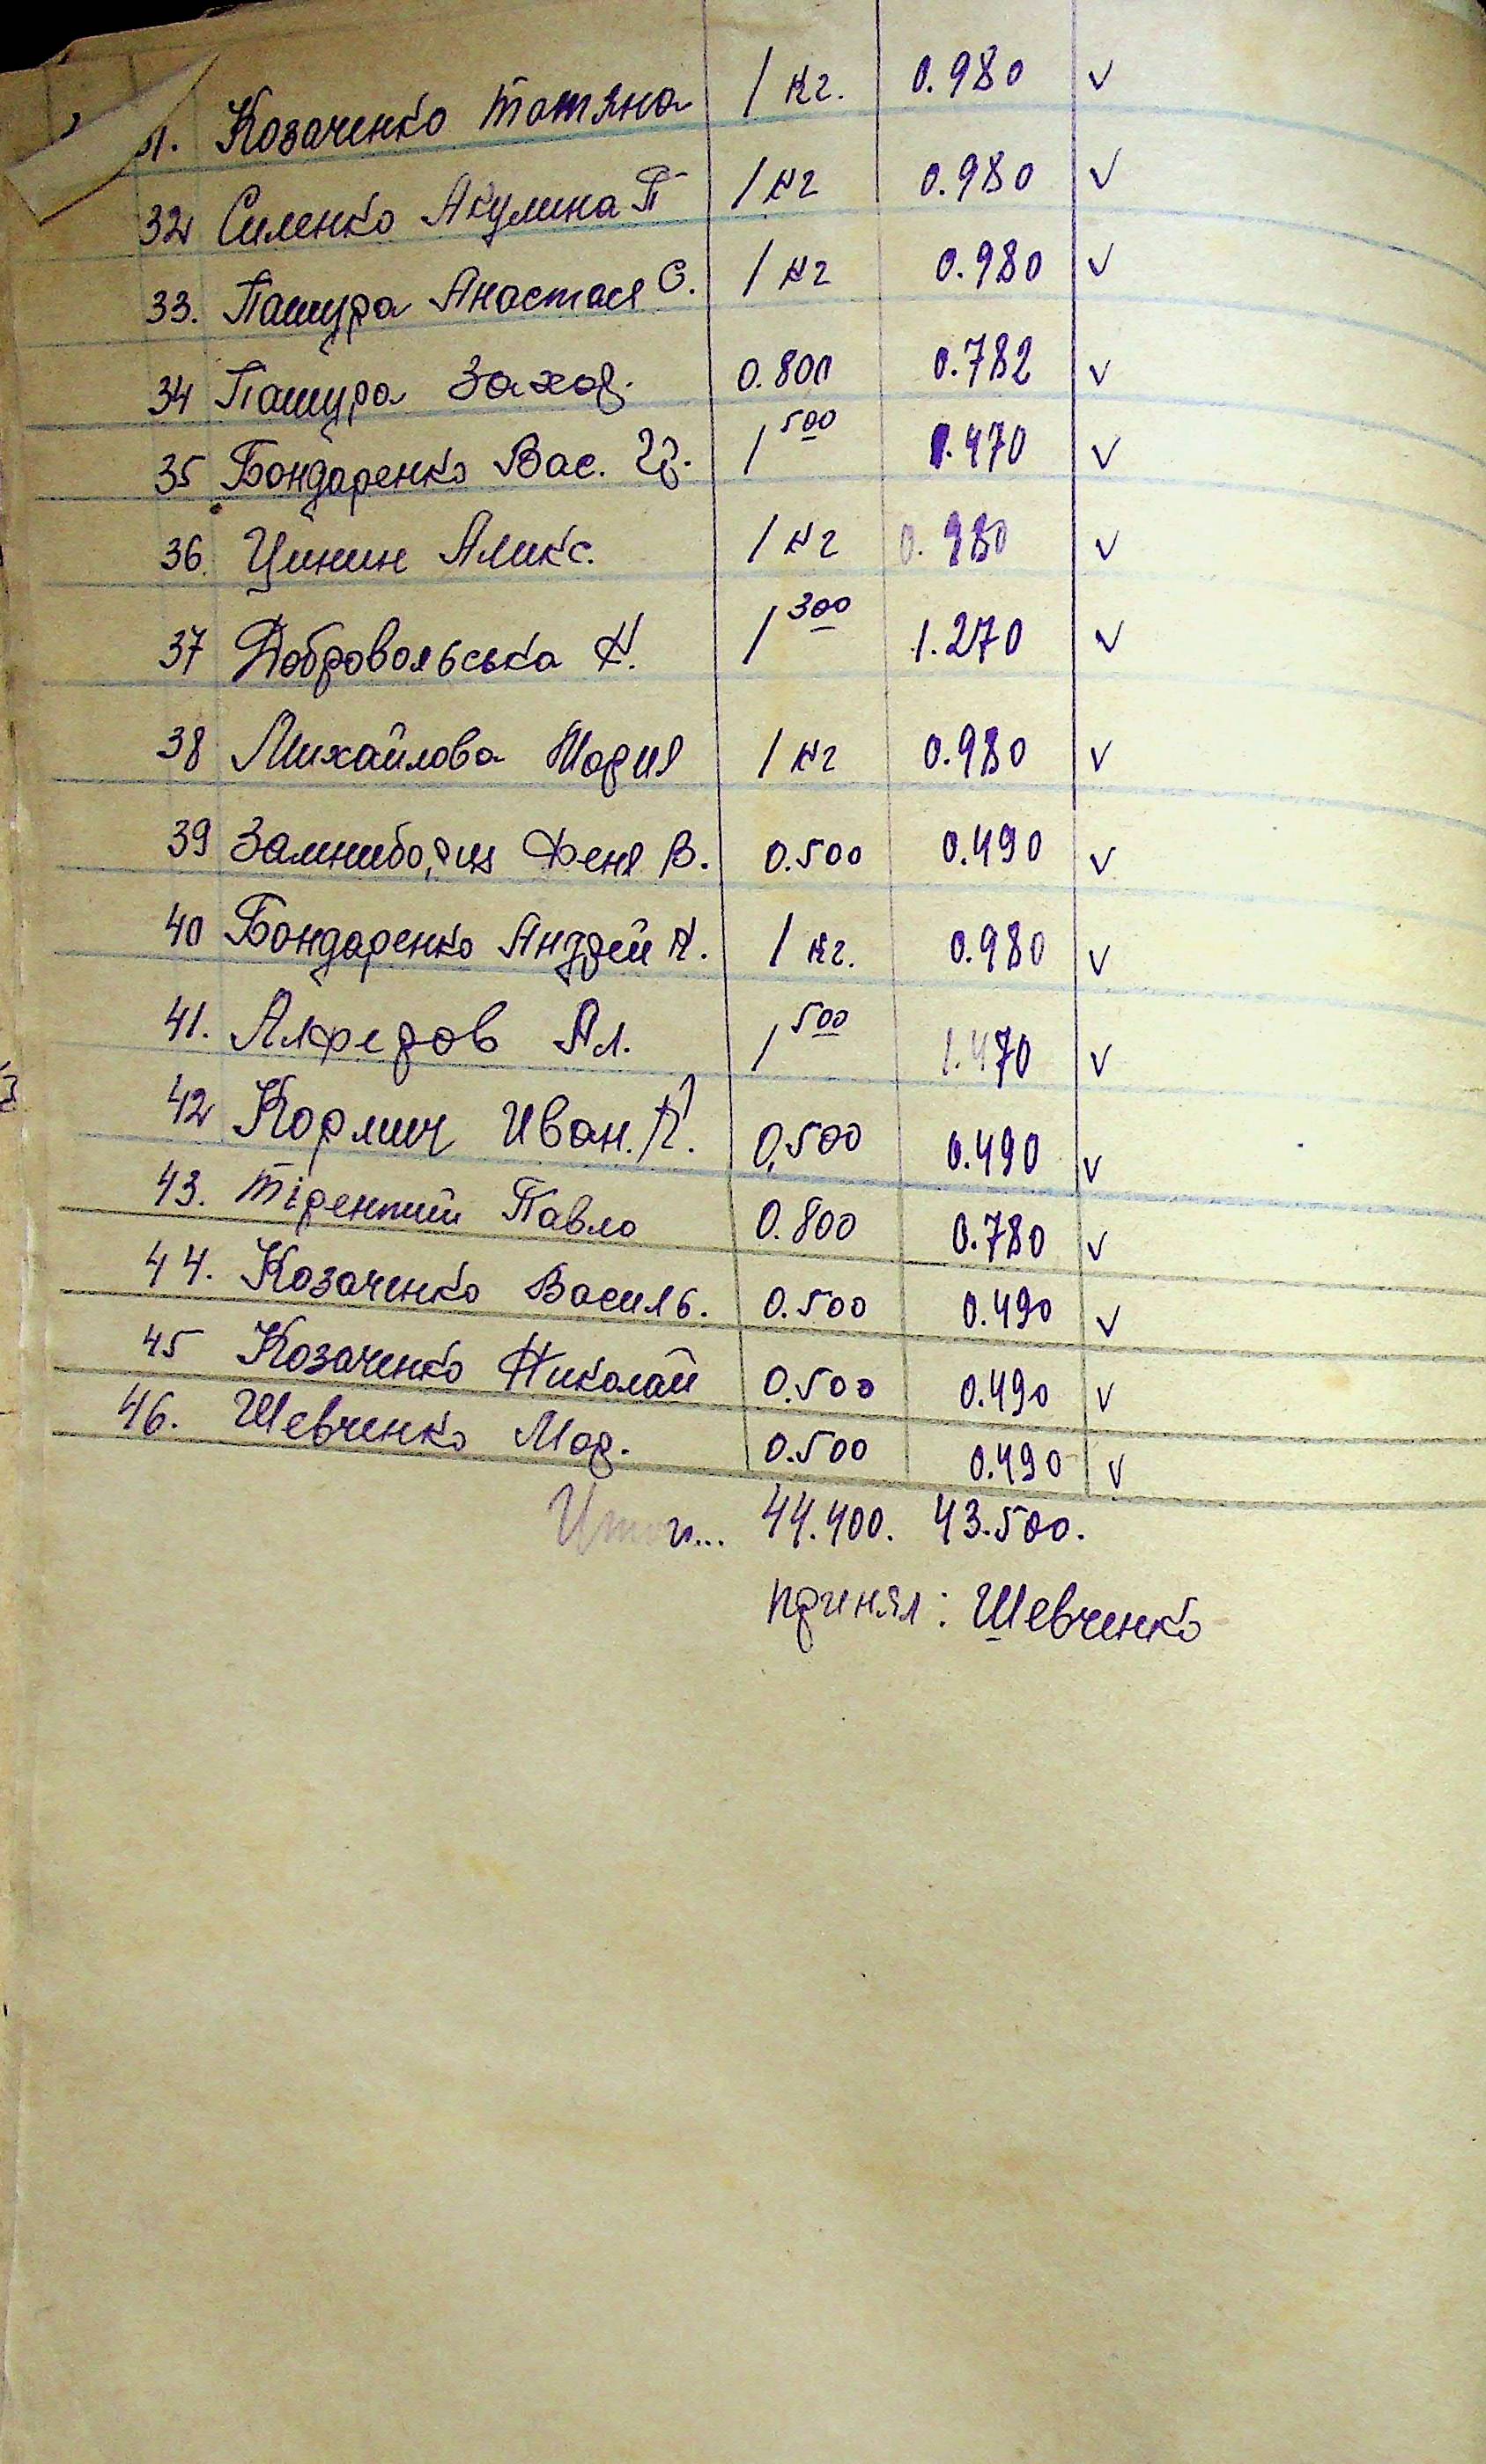 31. Козаченко Татяна 1 кг. 0.980 ✓
32 Силенко Акулина П 1 кг 0.980 ✓
33. Пашура Анастася С. 1 кг 0.980 ✓
34 Пашура Захар. 0.800 0.782 ✓
35 Бондаренко Вас. Гр. 1 500 1.470 ✓
36. Цинин Алекс. 1 кг 0.980 ✓
37 Добровольська К. 1 300 1.270 ✓
38 Михайлова Мария 1 кг 0.980 ✓
39 Феня В. 0.500 0.490 ✓
40 Бондаренко Андрей К. 1 кг. 0.980 ✓
41. Алферов Ал. 1 500 1.470 ✓
42 Кормич Иван. К. 0,500 0.490 ✓
43. Терентий Павло 0.800 0.780 ✓
44. Козаченко Василь. 0.500 0.490 ✓
45 Козаченко Николай 0.500 0.490 ✓
46. Шевченко Мар. 0.500 0.490 ✓
Итог... 44.400. 43.500.
принял: Шевченко